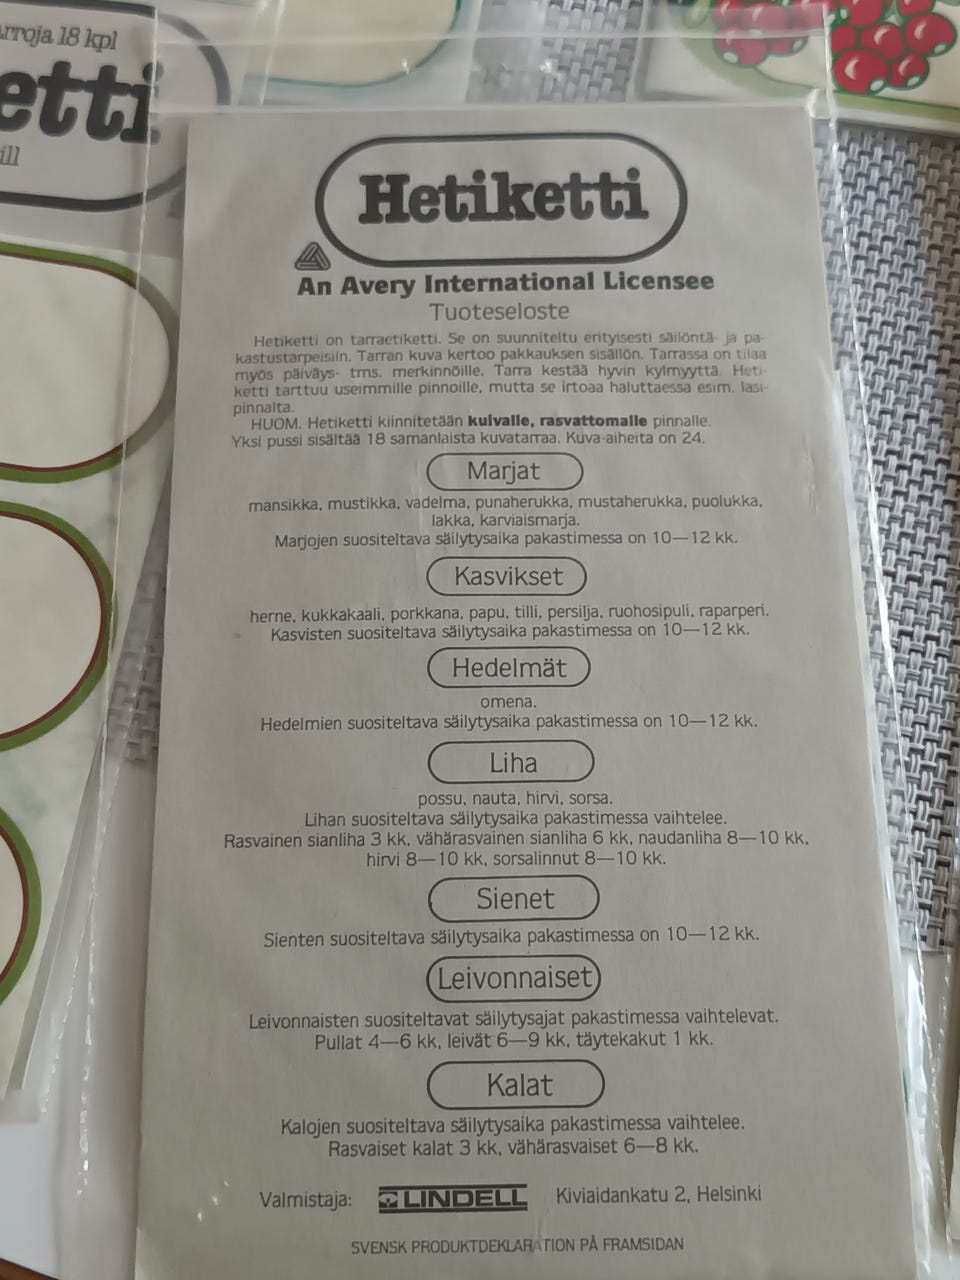 rroja 18 kpl
etti
ill
Hetiketti
An Avery International Licensee
Tuoteseloste
Hetiketti on tarraetiketti. Se on suunniteltu erityisesti säilöntä- ja pa-
kastustarpeisiin. Tarran kuva kertoo pakkauksen sisällön. Tarrassa on tilaa
myös päiväys- tms. merkinnöille. Tarra kestää hyvin kylmyyttä. Heti-
ketti tarttuu useimmille pinnoille, mutta se irtoaa haluttaessa esim. lasi-
pinnalta.
HUOM. Hetiketti kiinnitetään kuivalle, rasvattomalle pinnalle.
Yksi pussi sisältää 18 samanlaista kuvatarraa. Kuva-aiheita on 24.
Marjat
mansikka, mustikka, vadelma, punaherukka, mustaherukka, puolukka,
lakka, karviaismarja.
Marjojen suositeltava säilytysaika pakastimessa on 10—12 kk.
Kasvikset
herne, kukkakaali, porkkana, papu, tilli, persilja, ruohosipuli, raparperi.
Kasvisten suositeltava säilytysaika pakastimessa on 10—12 kk.
Hedelmät
omena.
Hedelmien suositeltava säilytysaika pakastimessa on 10—12 kk.
Liha
possu, nauta, hirvi, sorsa.
Lihan suositeltava säilytysaika pakastimessa vaihtelee.
Rasvainen sianliha 3 kk, vähärasvainen sianliha 6 kk, naudanliha 8—10 kk,
hirvi 8—10 kk, sorsalinnut 8—10 kk.
Sienet
Sienten suositeltava säilytysaika pakastimessa on 10—12 kk.
Leivonnaiset
Leivonnaisten suositeltavat säilytysajat pakastimessa vaihtelevat.
Pullat 4—6 kk, leivät 6—9 kk, täytekakut 1 kk.
Kalat
Kalojen suositeltava säilytysaika pakastimessa vaihtelee.
Rasvaiset kalat 3 kk, vähärasvaiset 6—8 kk.
Valmistaja: LINDELL Kiviaidankatu 2, Helsinki
SVENSK PRODUKTDEKLARATION PÅ FRAMSIDAN